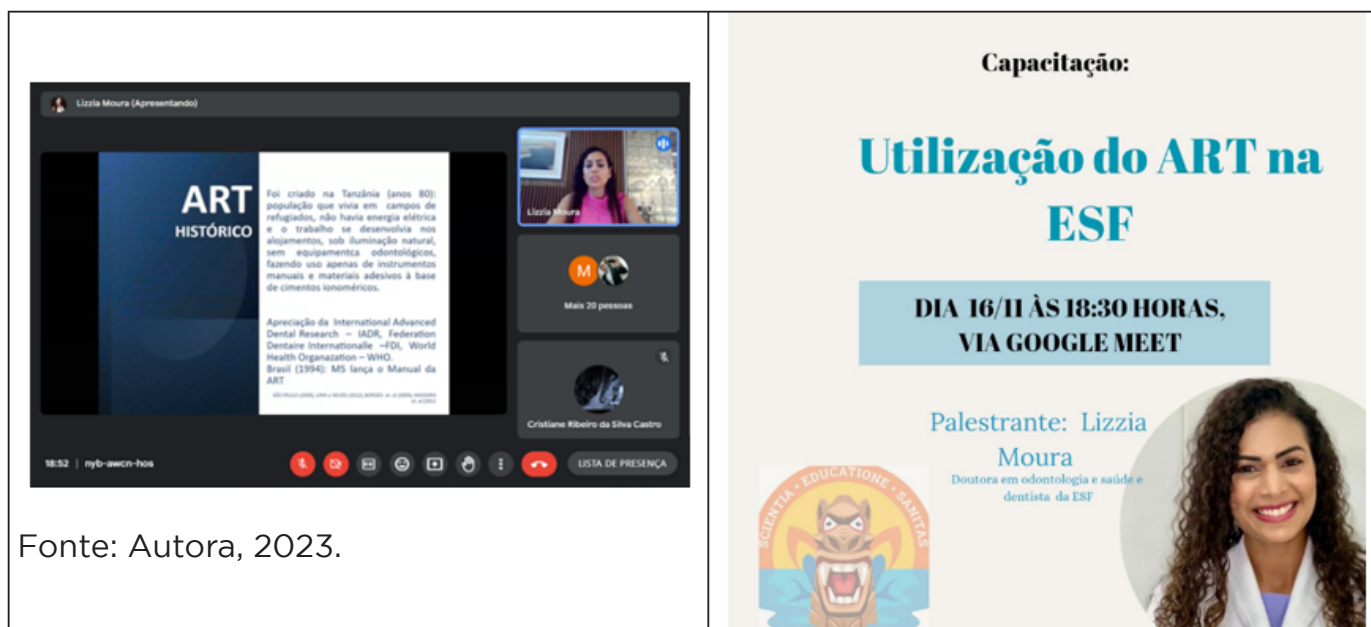 Lizzia Moura (Apresentando)
ART
HISTÓRICO
Foi criado na Tanzânia (anos 80):
população que vivia em campos de
refugiados, não havia energia elétrica
e o trabalho se desenvolvia nos
alojamentos, sob iluminação natural,
sem equipamentca odontológicos,
fazendo uso apenas de instrumentos
manuais e materiais adesivos à base
de cimentos ionoméricos.
Apreciação da International Advanced
Dental Research – IADR, Federation
Dentaire Internationalle –FDI, World
Health Organazation – WHO.
Brasil (1994): MS lança o Manual da
ART
Lizzia Moura
M
Mais 20 pessoas
Cristiane Ribeiro da Silva Castro
18:52 | nyb-awcn-hos
LISTA DE PRESENÇA
Fonte: Autora, 2023.
Capacitação:
Utilização do ART na
ESF
DIA 16/11 ÀS 18:30 HORAS,
VIA GOOGLE MEET
Palestrante: Lizzia
Moura
Doutora em odontologia e saúde e
dentista da ESF
SCIENTIA • EDUCATIONE • SANITAS